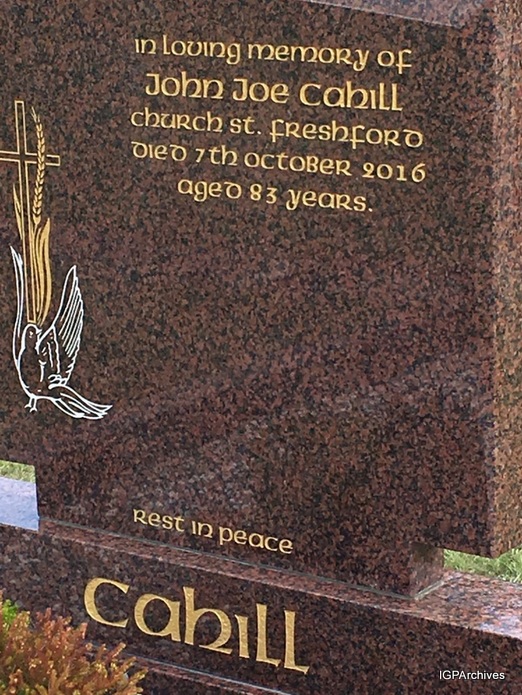 in loving memory of
John Joe Cahill
church st. freshford
died 7th october 2016
aged 83 years.
rest in peace
Cahill
IGPArchives